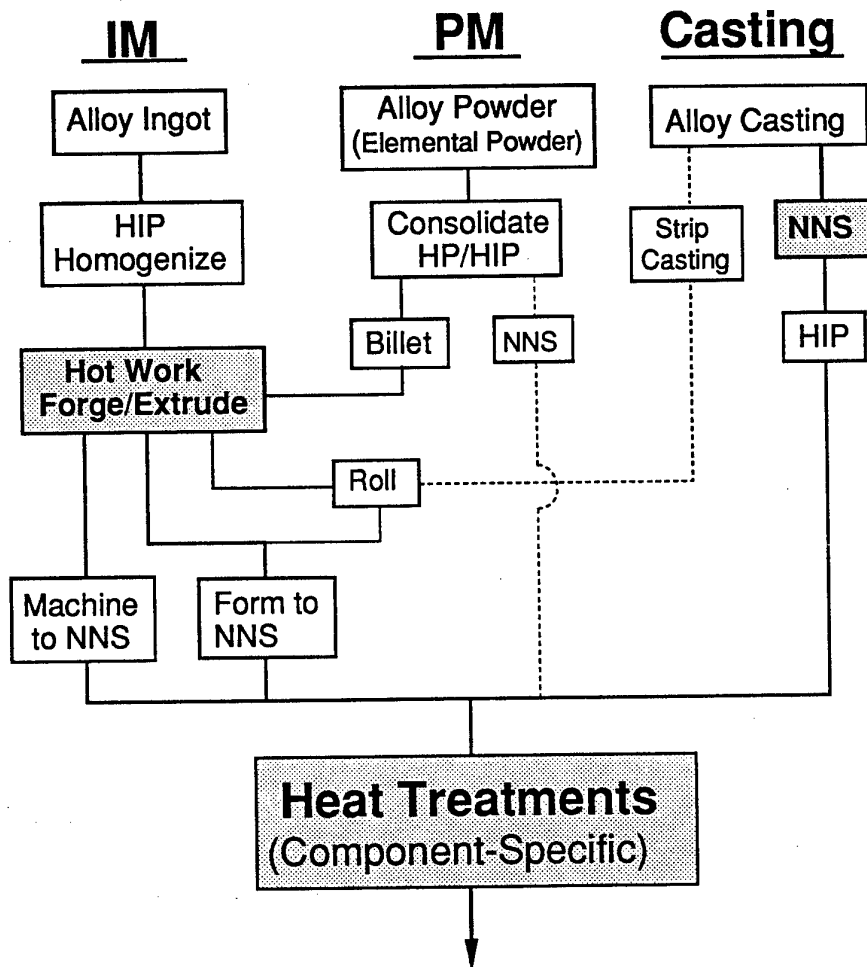 IM
PM
Casting
Alloy Ingot
Alloy Powder
(Elemental Powder)
Alloy Casting
HIP
Homogenize
Consolidate
HP/HIP
Strip
Casting
NNS
Billet
NNS
HIP
Hot Work
Forge/Extrude
Roll
Machine
to NNS
Form to
NNS
Heat Treatments
(Component-Specific)